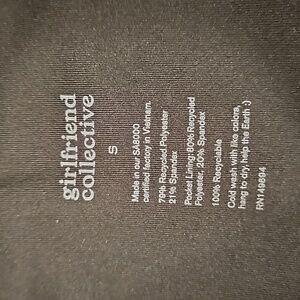 girlfriend
collective
S
Made in our SA8000
certified factory in Vietnam.
79% Recycled Polyester
21% Spandex
Pocket Lining: 80% Recycled
Polyester, 20% Spandex
100% Recyclable
Cold wash with like colors,
hang to dry, help the Earth :)
RN149894